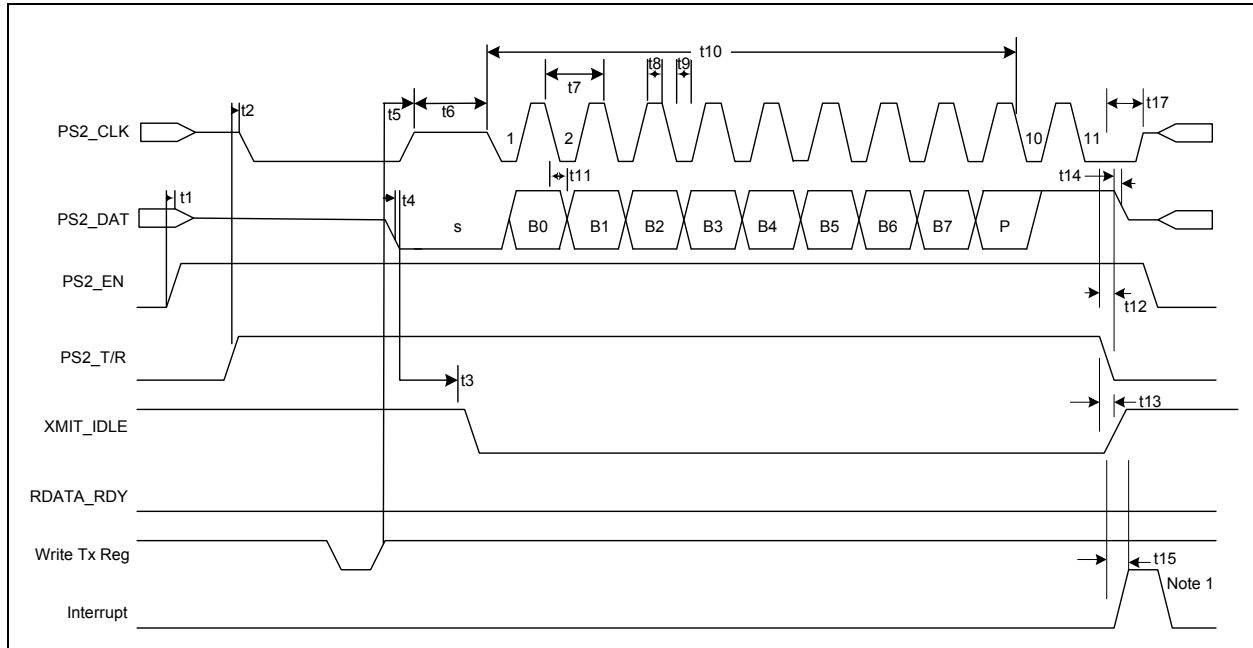 t10
t8
t9
t7
t2
t5
t6
t17
PS2_CLK
1
2
10
11
t11
t14
t1
t4
PS2_DAT
s
B0
B1
B2
B3
B4
B5
B6
B7
P
PS2_EN
t12
PS2_T/R
t3
t13
XMIT_IDLE
RDATA_RDY
Write Tx Reg
t15
Note 1
Interrupt